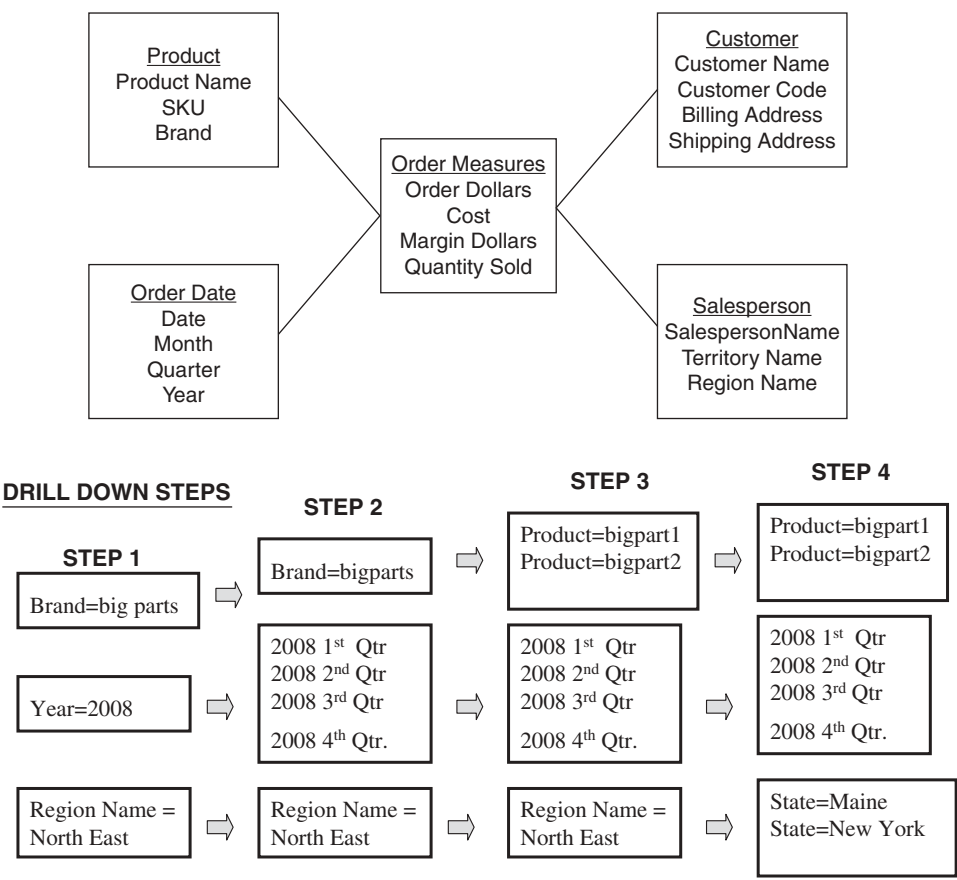 Product
Product Name
SKU
Brand
Customer
Customer Name
Customer Code
Billing Address
Shipping Address
Order Measures
Order Dollars
Cost
Margin Dollars
Quantity Sold
Order Date
Date
Month
Quarter
Year
Salesperson
SalespersonName
Territory Name
Region Name
DRILL DOWN STEPS
STEP 1
Brand=big parts
Year=2008
Region Name =
North East
STEP 2
Brand=bigparts
2008 1st Qtr
2008 2nd Qtr
2008 3rd Qtr
2008 4th Qtr.
Region Name =
North East
STEP 3
Product=bigpart1
Product=bigpart2
2008 1st Qtr
2008 2nd Qtr
2008 3rd Qtr
2008 4th Qtr.
Region Name =
North East
STEP 4
Product=bigpart1
Product=bigpart2
2008 1st Qtr
2008 2nd Qtr
2008 3rd Qtr
2008 4th Qtr.
State=Maine
State=New York